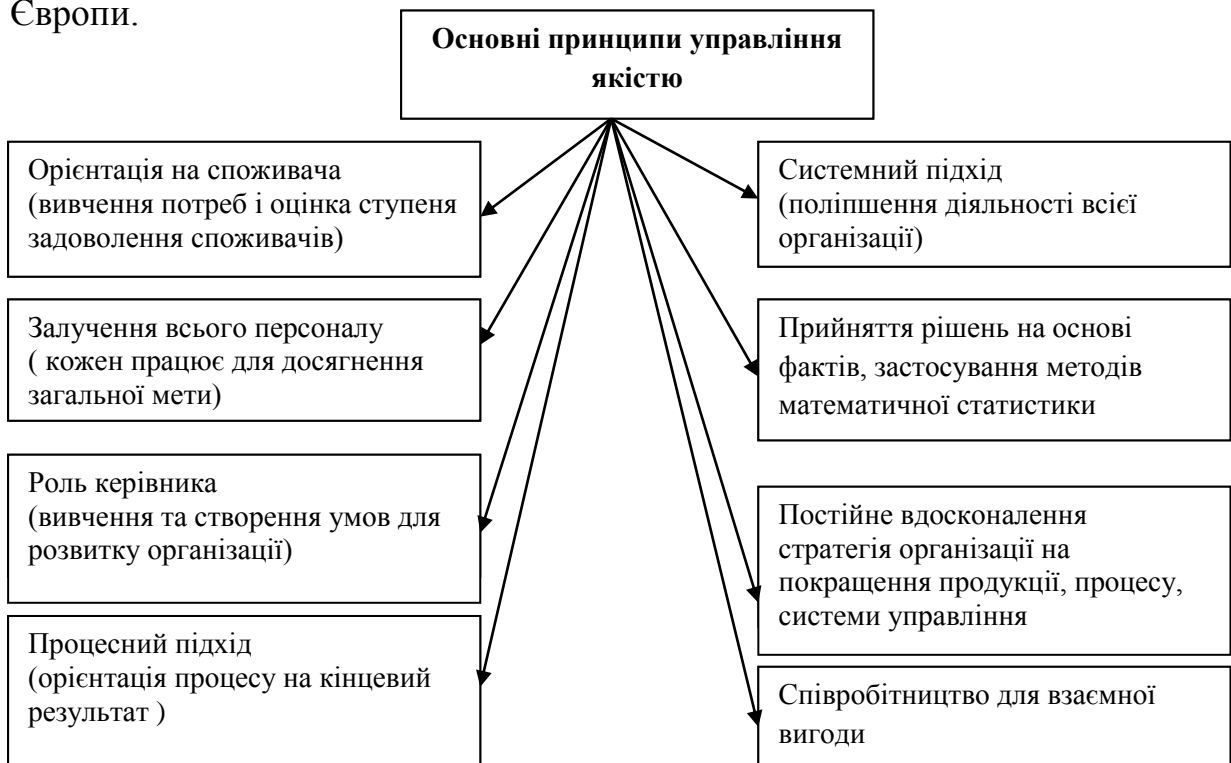 Європи.
Основні принципи управління
якістю
Орієнтація на споживача
(вивчення потреб і оцінка ступеня
задоволення споживачів)
Залучення всього персоналу
( кожен працює для досягнення
загальної мети)
Роль керівника
(вивчення та створення умов для
розвитку організації)
Процесний підхід
(орієнтація процесу на кінцевий
результат )
Системний підхід
(поліпшення діяльності всієї
організації)
Прийняття рішень на основі
фактів, застосування методів
математичної статистики
Постійне вдосконалення
стратегія організації на
покращення продукції, процесу,
системи управління
Співробітництво для взаємної
вигоди